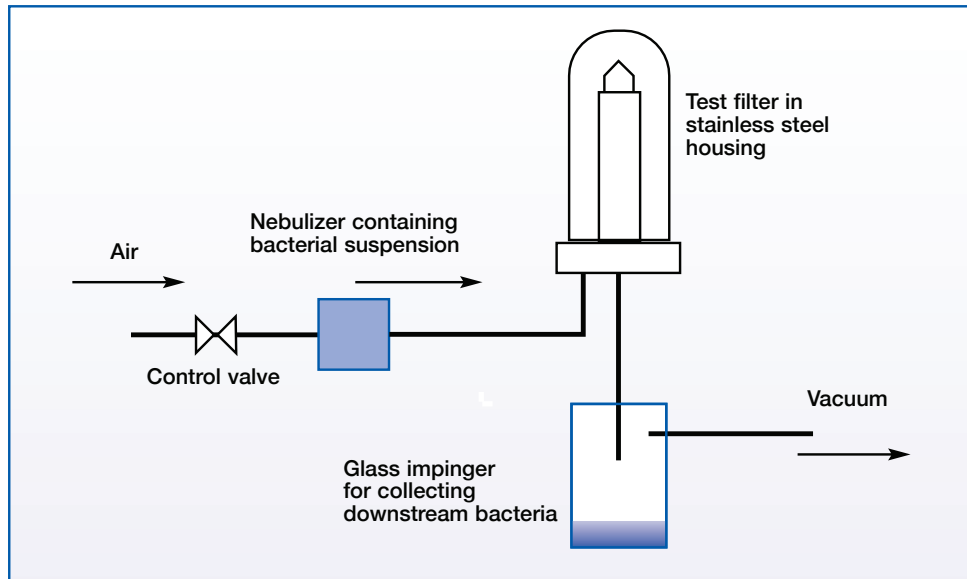 Test filter in
stainless steel
housing
Nebulizer containing
bacterial suspension
Air
Control valve
Vacuum
Glass impinger
for collecting
downstream bacteria